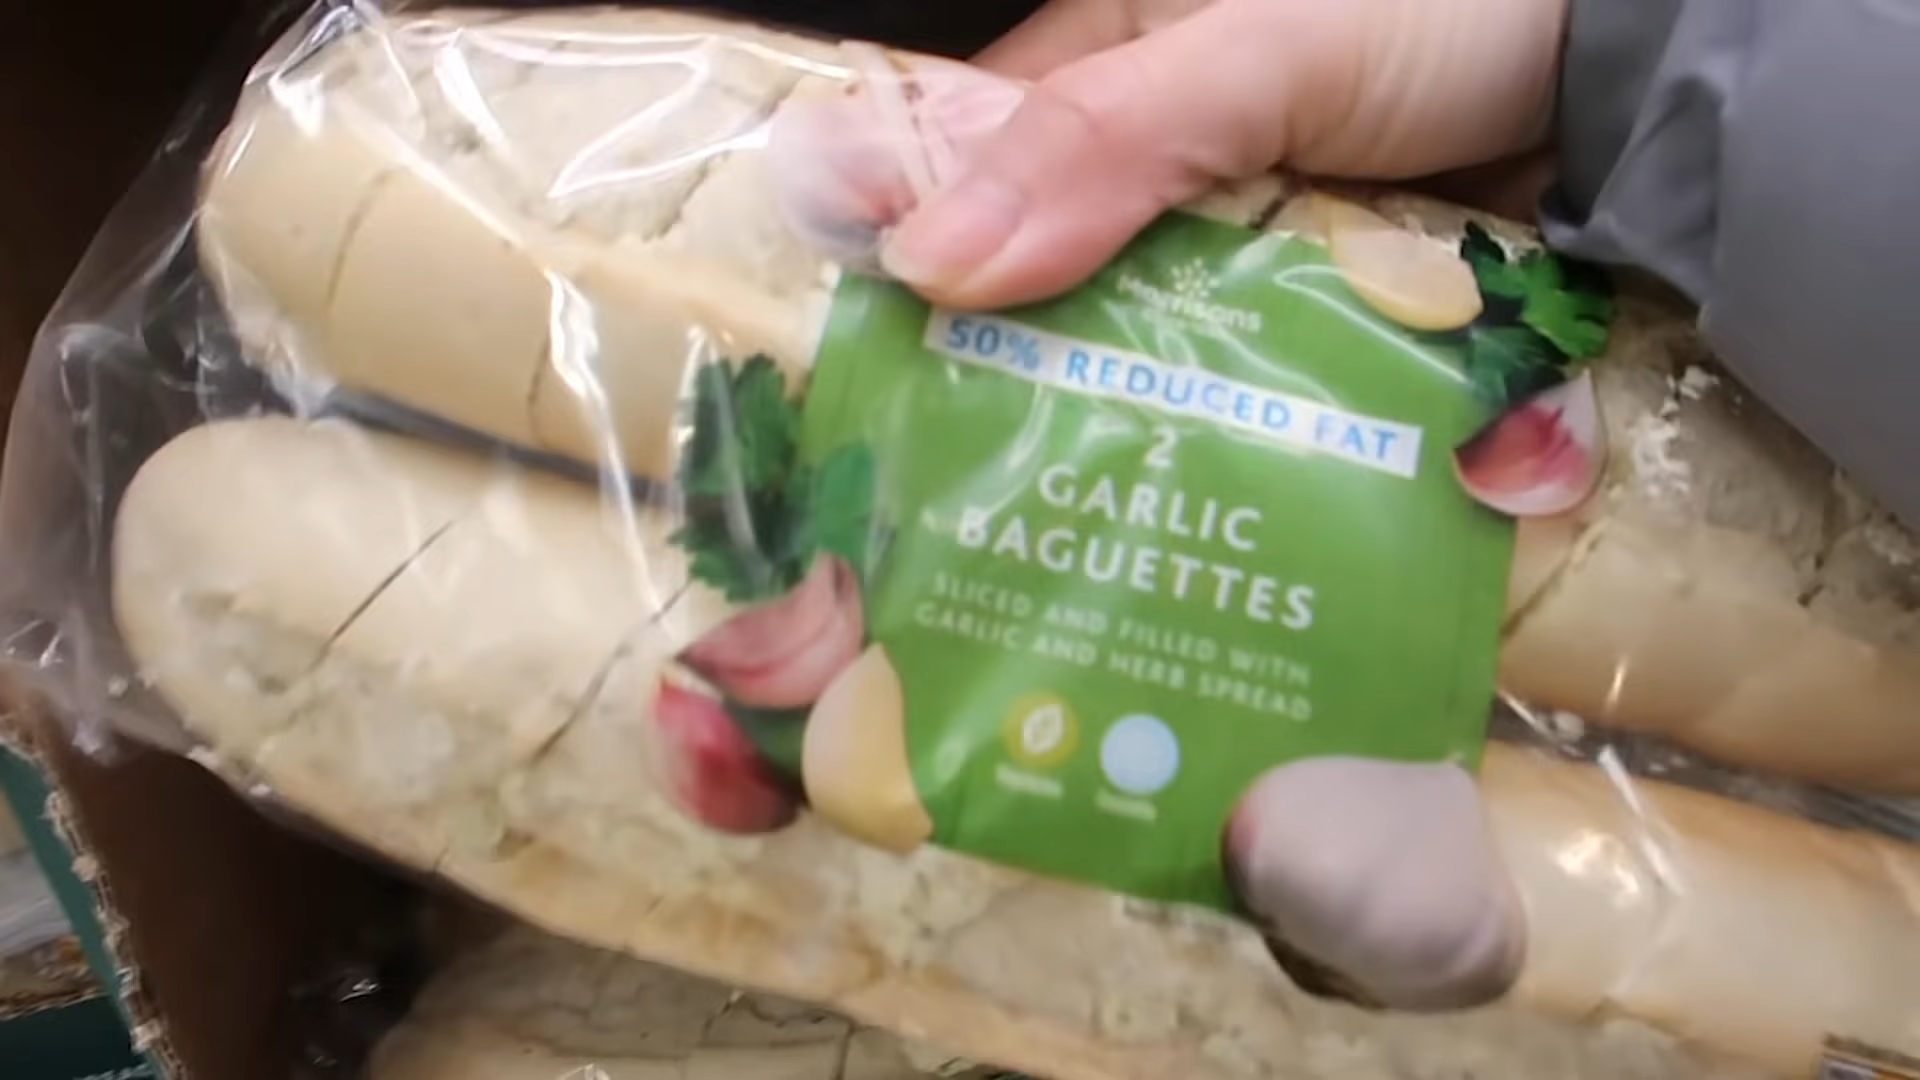 Morrisons
50% REDUCED FAT
2
GARLIC
BAGUETTES
SLICED AND FILLED WITH
GARLIC AND HERB SPREAD